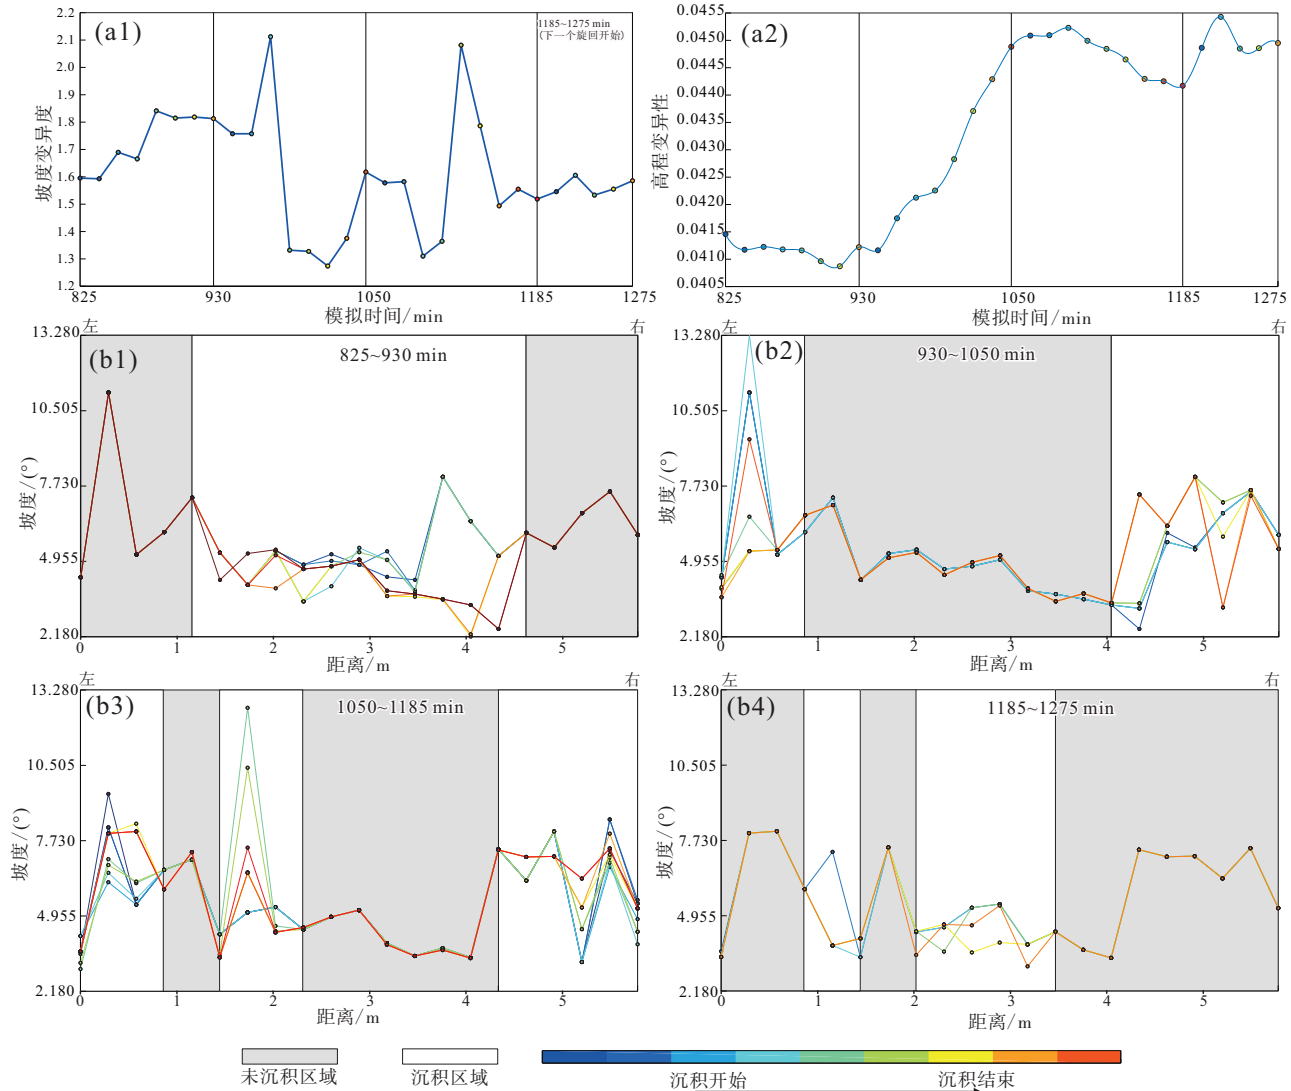 (a1)
1185~1275 min
(下一个旋回开始)
2.2
2.1
2.0
1.9
1.8
1.7
1.6
1.5
1.4
1.3
1.2
坡度变异度
825
930
1050
1185
1275
模拟时间/min
(a2)
0.0455
0.0450
0.0445
0.0440
0.0435
0.0430
0.0425
0.0420
0.0415
0.0410
0.0405
高程变异性
825
930
1050
1185
1275
模拟时间/min
左
右
(b1)
825~930 min
13.280
10.505
7.730
4.955
2.180
坡度/(°)
0
1
2
3
4
5
距离/m
左
右
(b2)
930~1050 min
13.280
10.505
7.730
4.955
2.180
坡度/(°)
0
1
2
3
4
5
距离/m
左
右
(b3)
1050~1185 min
13.280
10.505
7.730
4.955
2.180
坡度/(°)
0
1
2
3
4
5
距离/m
左
右
(b4)
1185~1275 min
13.280
10.505
7.730
4.955
2.180
坡度/(°)
0
1
2
3
4
5
距离/m
未沉积区域
沉积区域
沉积开始
沉积结束